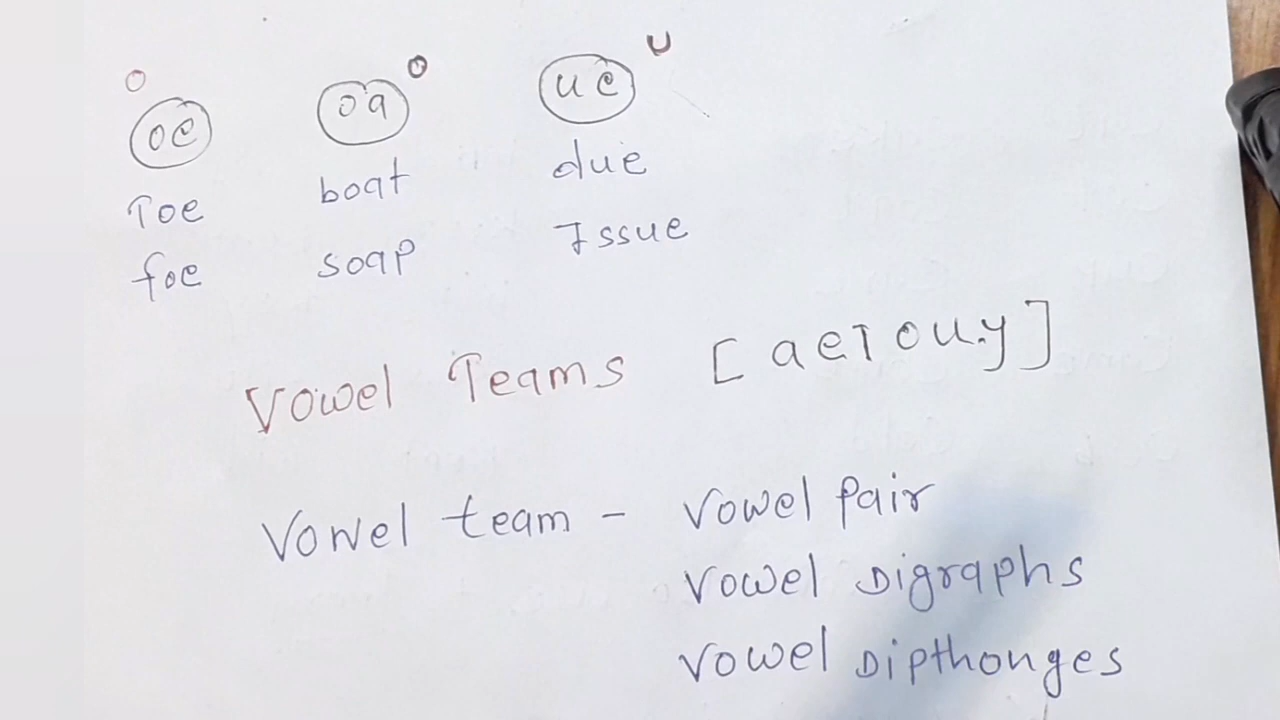 o o u
oe oa ue
Toe boat due
foe soap Issue
Vowel Teams [aeIou.y]
Vowel team - Vowel pair
Vowel Digraphs
Vowel Dipthonges